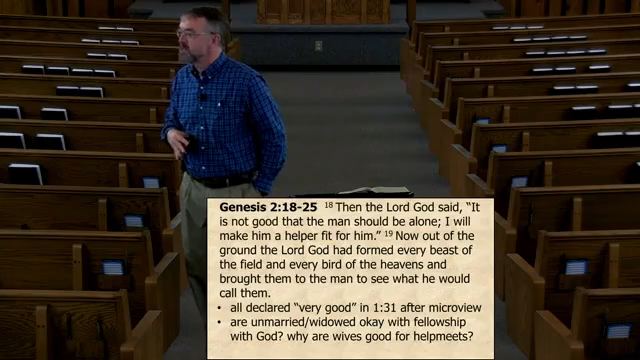 Genesis 2:18-25 18 Then the Lord God said, “It
is not good that the man should be alone; I will
make him a helper fit for him.” 19 Now out of the
ground the Lord God had formed every beast of
the field and every bird of the heavens and
brought them to the man to see what he would
call them.
• all declared “very good” in 1:31 after microview
• are unmarried/widowed okay with fellowship
with God? why are wives good for helpmeets?